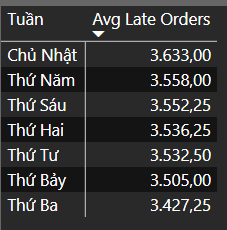 Tuần Avg Late Orders
Chủ Nhật 3.633,00
Thứ Năm 3.558,00
Thứ Sáu 3.552,25
Thứ Hai 3.536,25
Thứ Tư 3.532,50
Thứ Bảy 3.505,00
Thứ Ba 3.427,25